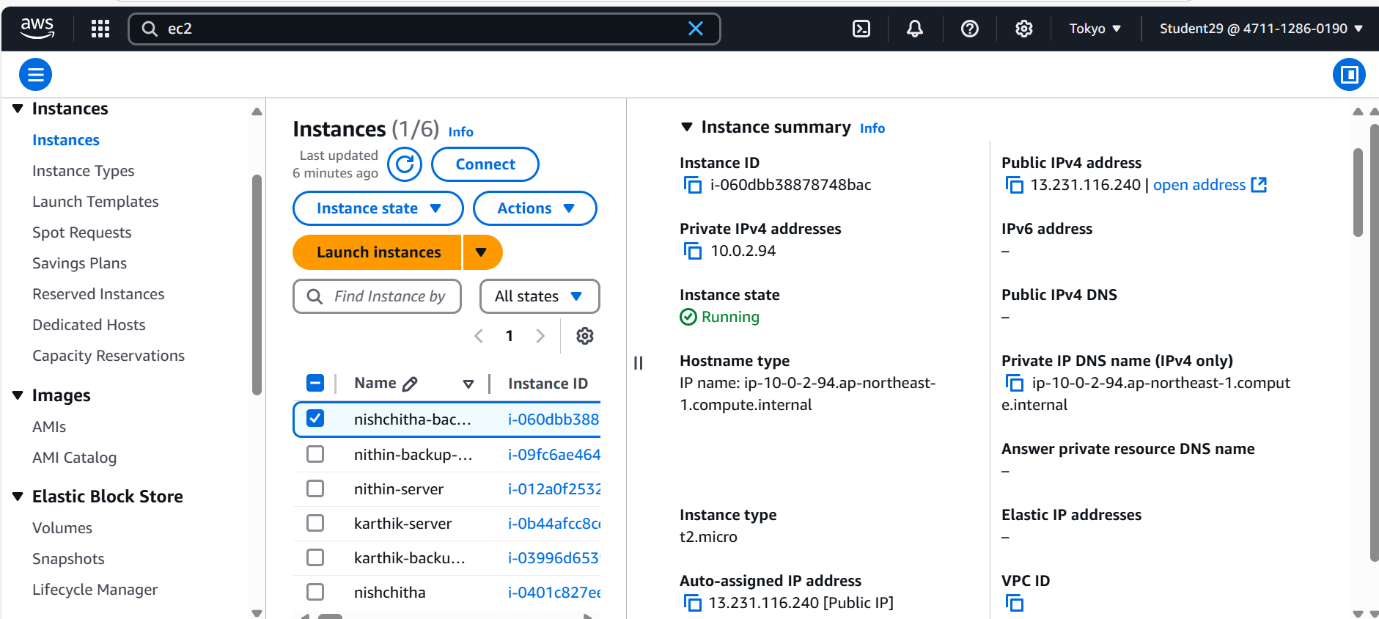 aws
ec2
Tokyo
Student29 @ 4711-1286-0190
Instances
Instances
Instance Types
Launch Templates
Spot Requests
Savings Plans
Reserved Instances
Dedicated Hosts
Capacity Reservations
Images
AMIs
AMI Catalog
Elastic Block Store
Volumes
Snapshots
Lifecycle Manager
Instances (1/6) Info
Last updated
6 minutes ago
Connect
Instance state
Actions
Launch instances
Find Instance by
All states
1
Name
Instance ID
nishchitha-bac... i-060dbb388
nithin-backup-... i-09fc6ae464
nithin-server i-012a0f2532
karthik-server i-0b44afcc8c
karthik-backu... i-03996d653
nishchitha i-0401c827e
Instance summary Info
Instance ID
i-060dbb38878748bac
Public IPv4 address
13.231.116.240 | open address
Private IPv4 addresses
10.0.2.94
IPv6 address
–
Instance state
Running
Public IPv4 DNS
–
Hostname type
IP name: ip-10-0-2-94.ap-northeast-
1.compute.internal
Private IP DNS name (IPv4 only)
ip-10-0-2-94.ap-northeast-1.comput
e.internal
Answer private resource DNS name
–
Instance type
t2.micro
Elastic IP addresses
–
Auto-assigned IP address
13.231.116.240 [Public IP]
VPC ID